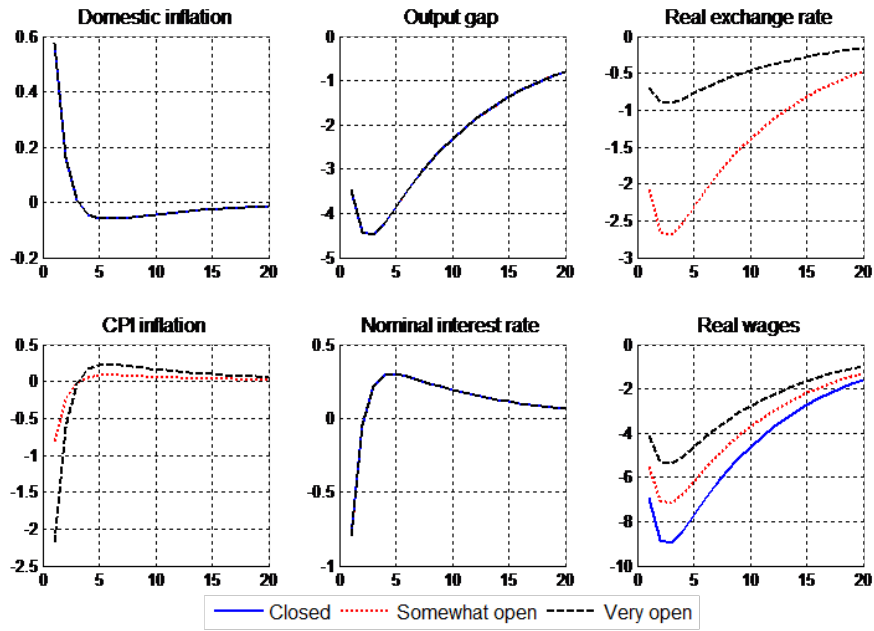 Domestic inflation
0.6
0.4
0.2
0
-0.2
0 5 10 15 20
Output gap
0
-1
-2
-3
-4
-5
0 5 10 15 20
Real exchange rate
0
-0.5
-1
-1.5
-2
-2.5
-3
0 5 10 15 20
CPI inflation
0.5
0
-0.5
-1
-1.5
-2
-2.5
0 5 10 15 20
Nominal interest rate
0.5
0
-0.5
-1
0 5 10 15 20
Real wages
0
-2
-4
-6
-8
-10
0 5 10 15 20
Closed Somewhat open Very open